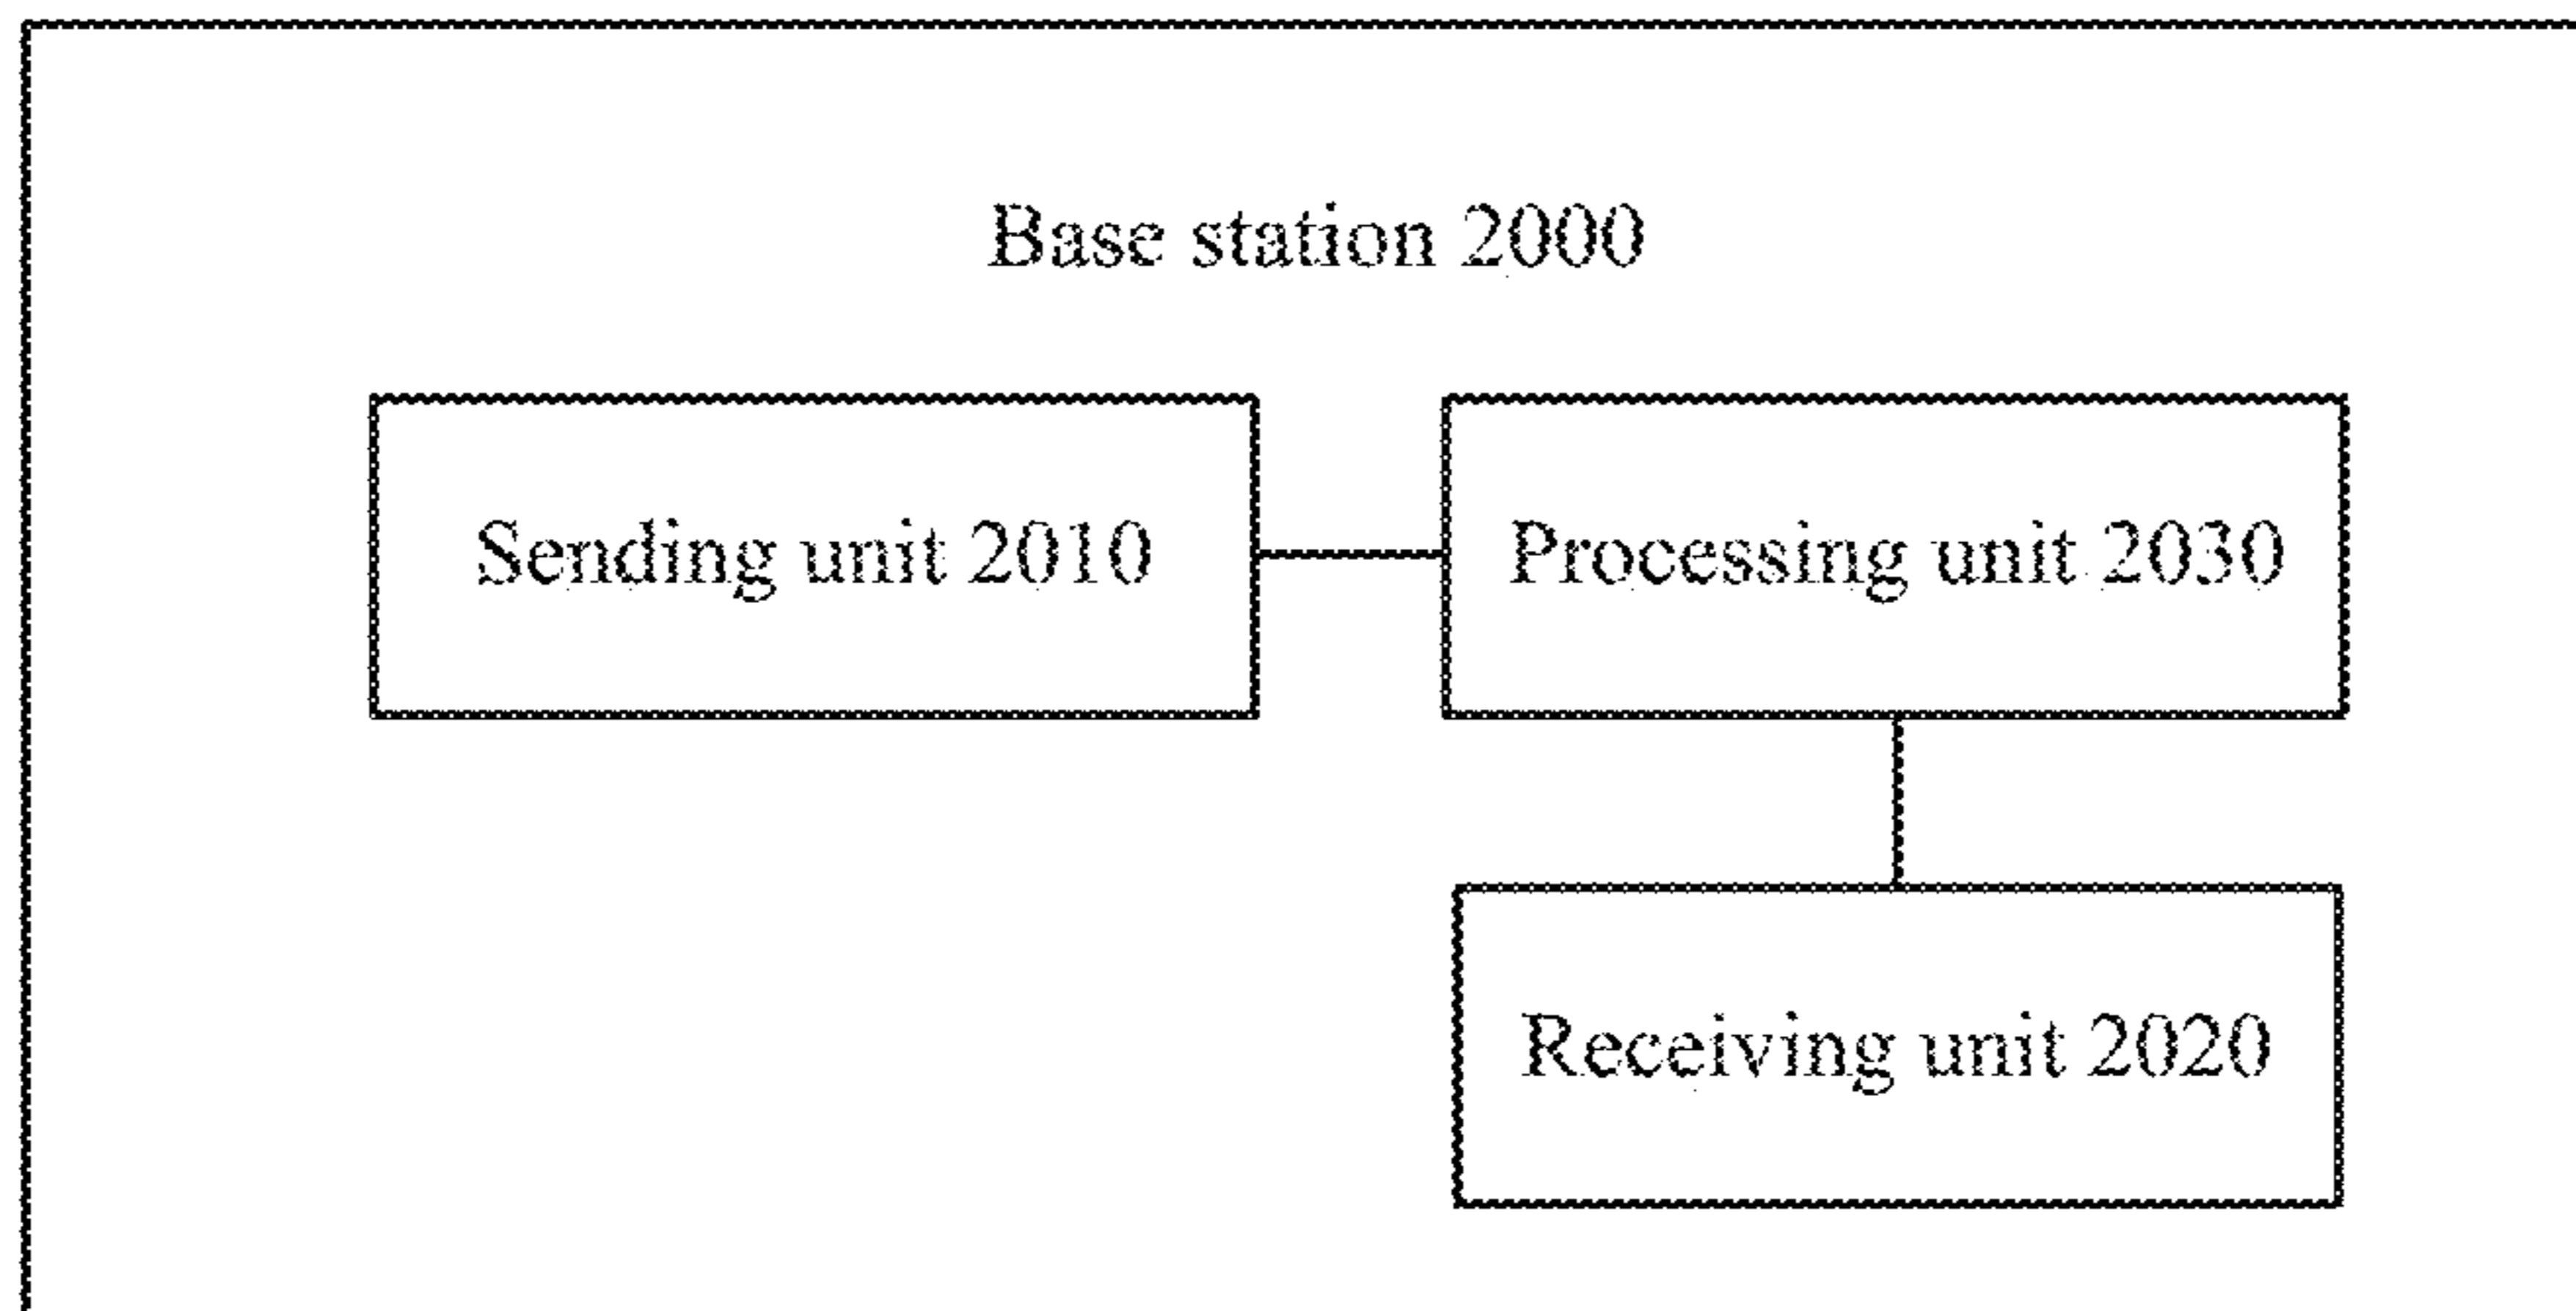 Base station 2000
Sending unit 2010
Processing unit 2030
Receiving unit 2020